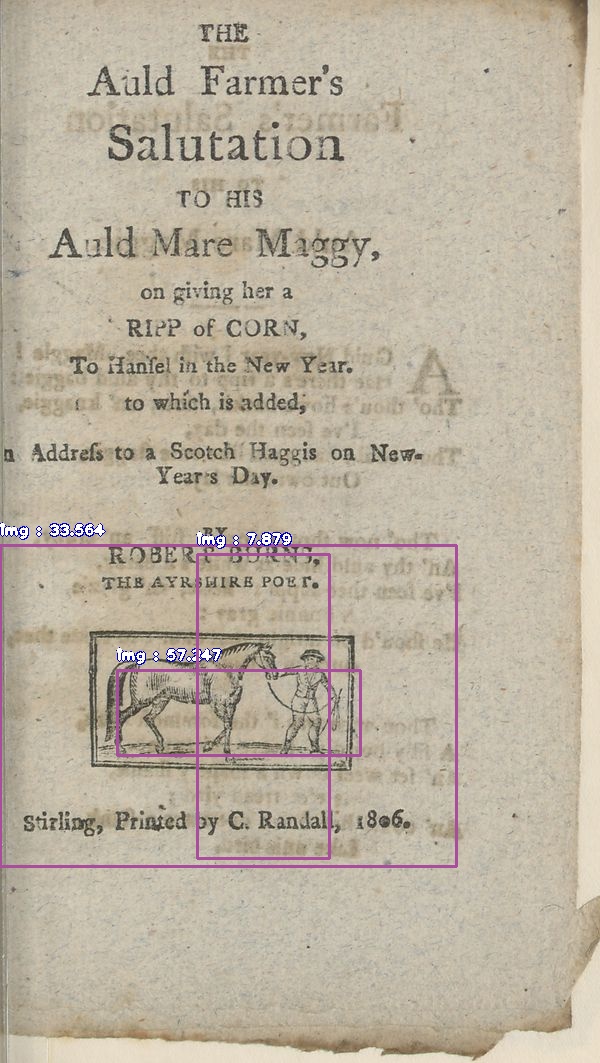 THE
Auld Farmer's
Salutation
TO HIS
Auld Mare Maggy,
on giving her a
RIPP of CORN,
To Hanſel in the New Year.
to which is added,
n Addreſs to a Scotch Haggis on New-
Year's Day.
BY
ROBERT BURNS,
THE AYRSHIRE POET.
Stirling, Printed by C. Randall, 1806.
img : 33.564
img : 7.879
img : 57.247